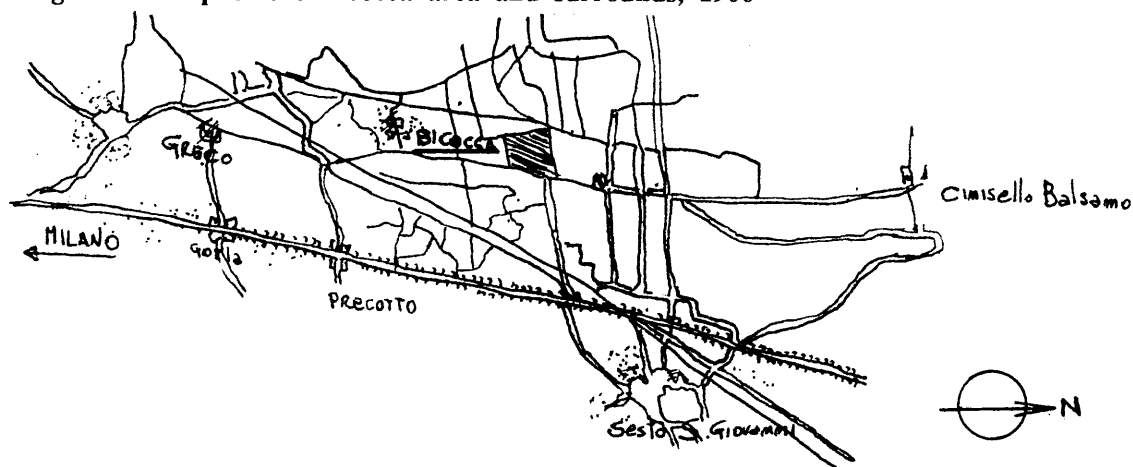 BICOCCA
GRECO
Cinisello Balsamo
MILANO
Gorla
PRECOTTO
N
Sesto S. GIOVANNI